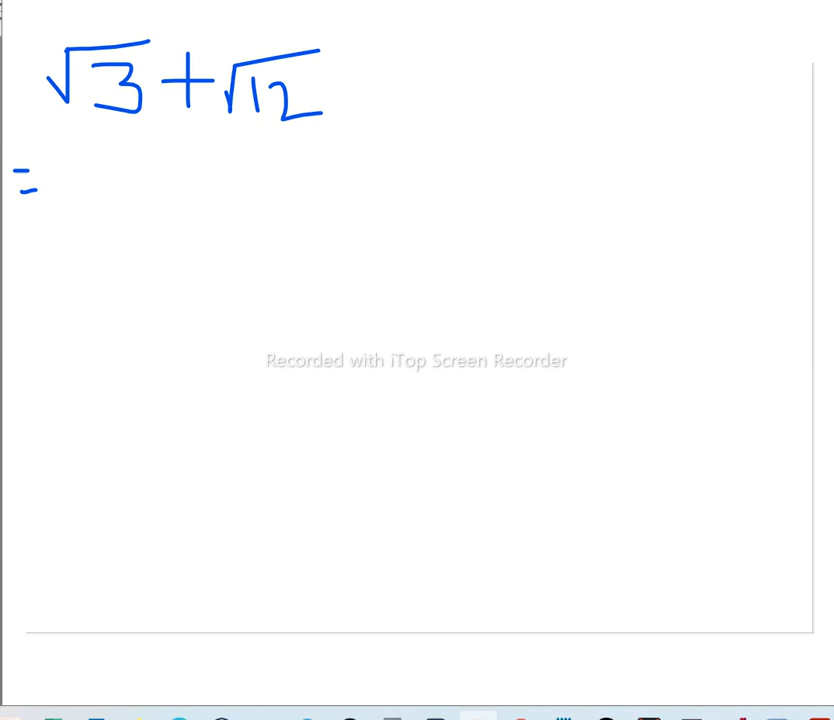 √3 + √12
=
Recorded with iTop Screen Recorder